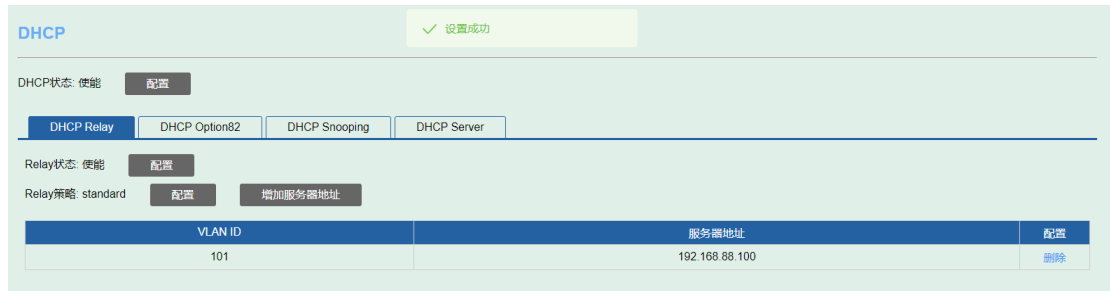 DHCP
设置成功
DHCP状态: 使能 配置
DHCP Relay DHCP Option82 DHCP Snooping DHCP Server
Relay状态: 使能 配置
Relay策略: standard 配置 增加服务器地址
VLAN ID 服务器地址 配置
101 192.168.88.100 删除